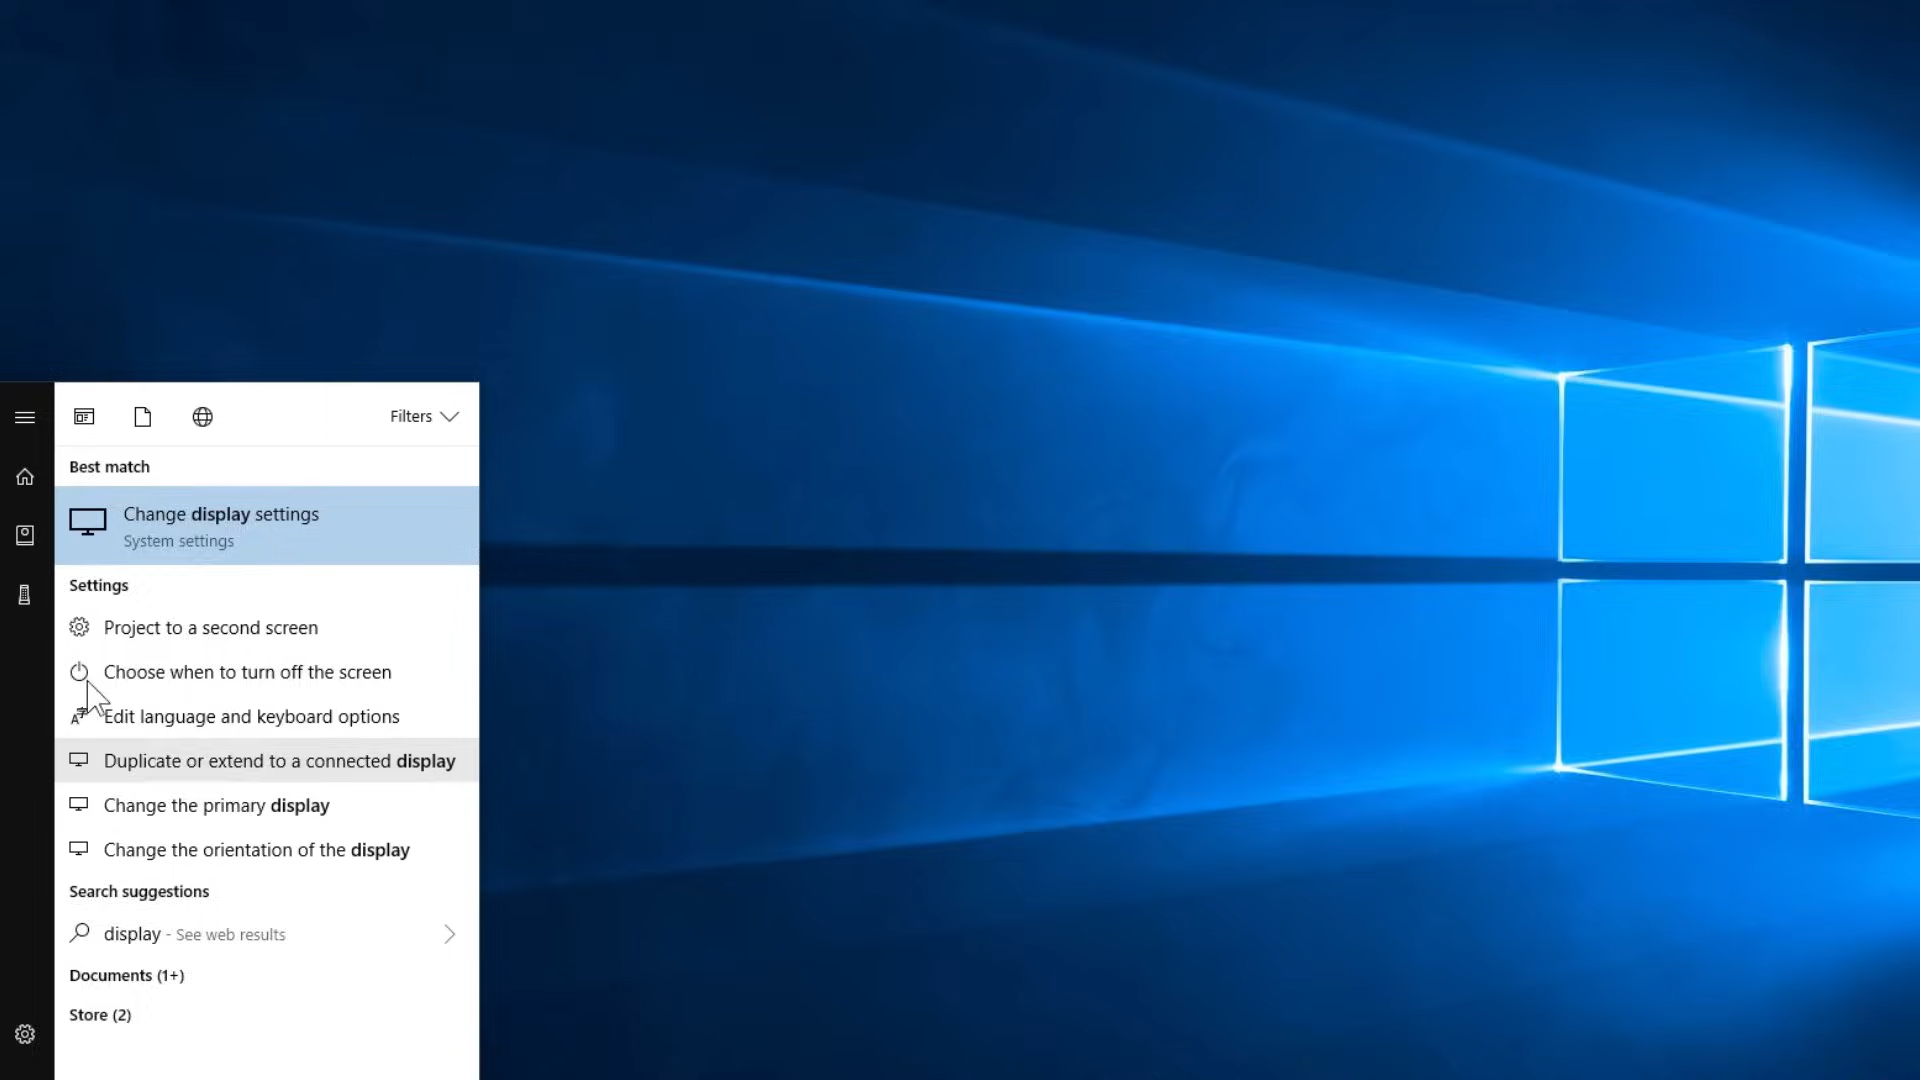 Filters
Best match
Change display settings
System settings
Settings
Project to a second screen
Choose when to turn off the screen
Edit language and keyboard options
Duplicate or extend to a connected display
Change the primary display
Change the orientation of the display
Search suggestions
display - See web results
Documents (1+)
Store (2)